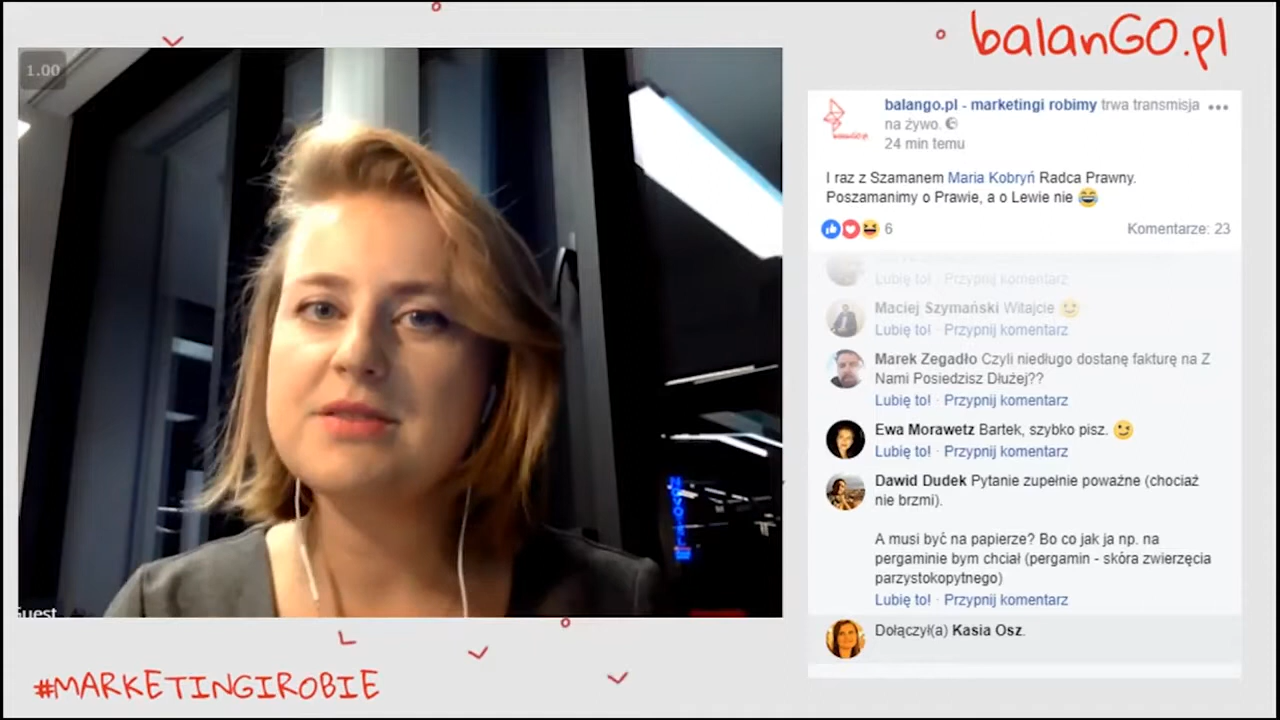 balanGO.pl
1.00
NOVOTEL
Guest
#MARKETINGIROBIE
balanGO.pl
balango.pl - marketingi robimy trwa transmisja
na żywo.
24 min temu
I raz z Szamanem Maria Kobryń Radca Prawny.
Poszamanimy o Prawie, a o Lewie nie 😂
6 Komentarze: 23
Lubię to! · Przypnij komentarz
Maciej Szymański Witajcie 🙂
Lubię to! · Przypnij komentarz
Marek Zegadło Czyli niedługo dostanę fakturę na Z
Nami Posiedzisz Dłużej??
Lubię to! · Przypnij komentarz
Ewa Morawetz Bartek, szybko pisz. 😉
Lubię to! · Przypnij komentarz
Dawid Dudek Pytanie zupełnie poważne (chociaż
nie brzmi).
A musi być na papierze? Bo co jak ja np. na
pergaminie bym chciał (pergamin - skóra zwierzęcia
parzystokopytnego)
Lubię to! · Przypnij komentarz
Dołączył(a) Kasia Osz.